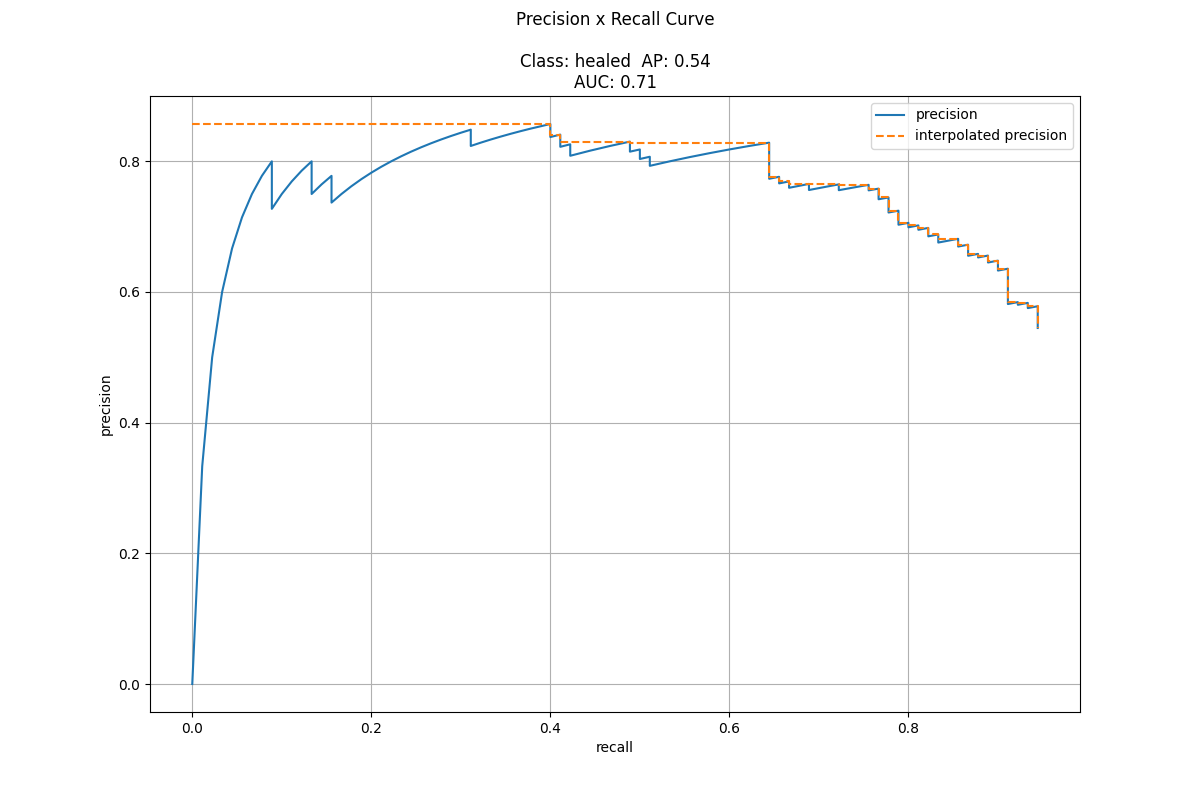 Precision x Recall Curve
Class: healed  AP: 0.54
AUC: 0.71
precision
interpolated precision
0.8
0.6
0.4
0.2
0.0
precision
0.0 0.2 0.4 0.6 0.8
recall